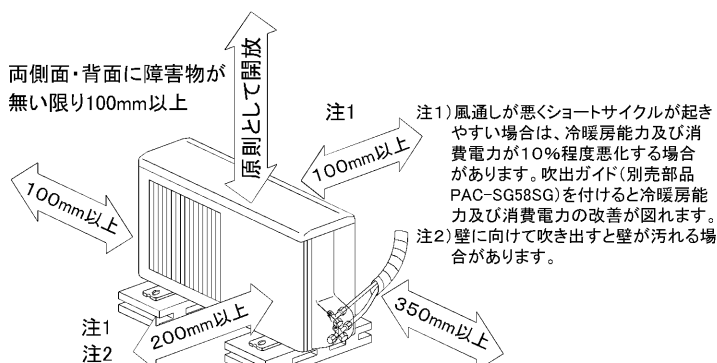 両側面・背面に障害物が
無い限り100mm以上
原則として開放
注1
100mm以上
100mm以上
注1
注2
200mm以上
350mm以上
注1)風通しが悪くショートサイクルが起き
やすい場合は、冷暖房能力及び消
費電力が10%程度悪化する場合
があります。吹出ガイド(別売部品
PAC-SG58SG)を付けると冷暖房能
力及び消費電力の改善が図れます。
注2)壁に向けて吹き出すと壁が汚れる場
合があります。